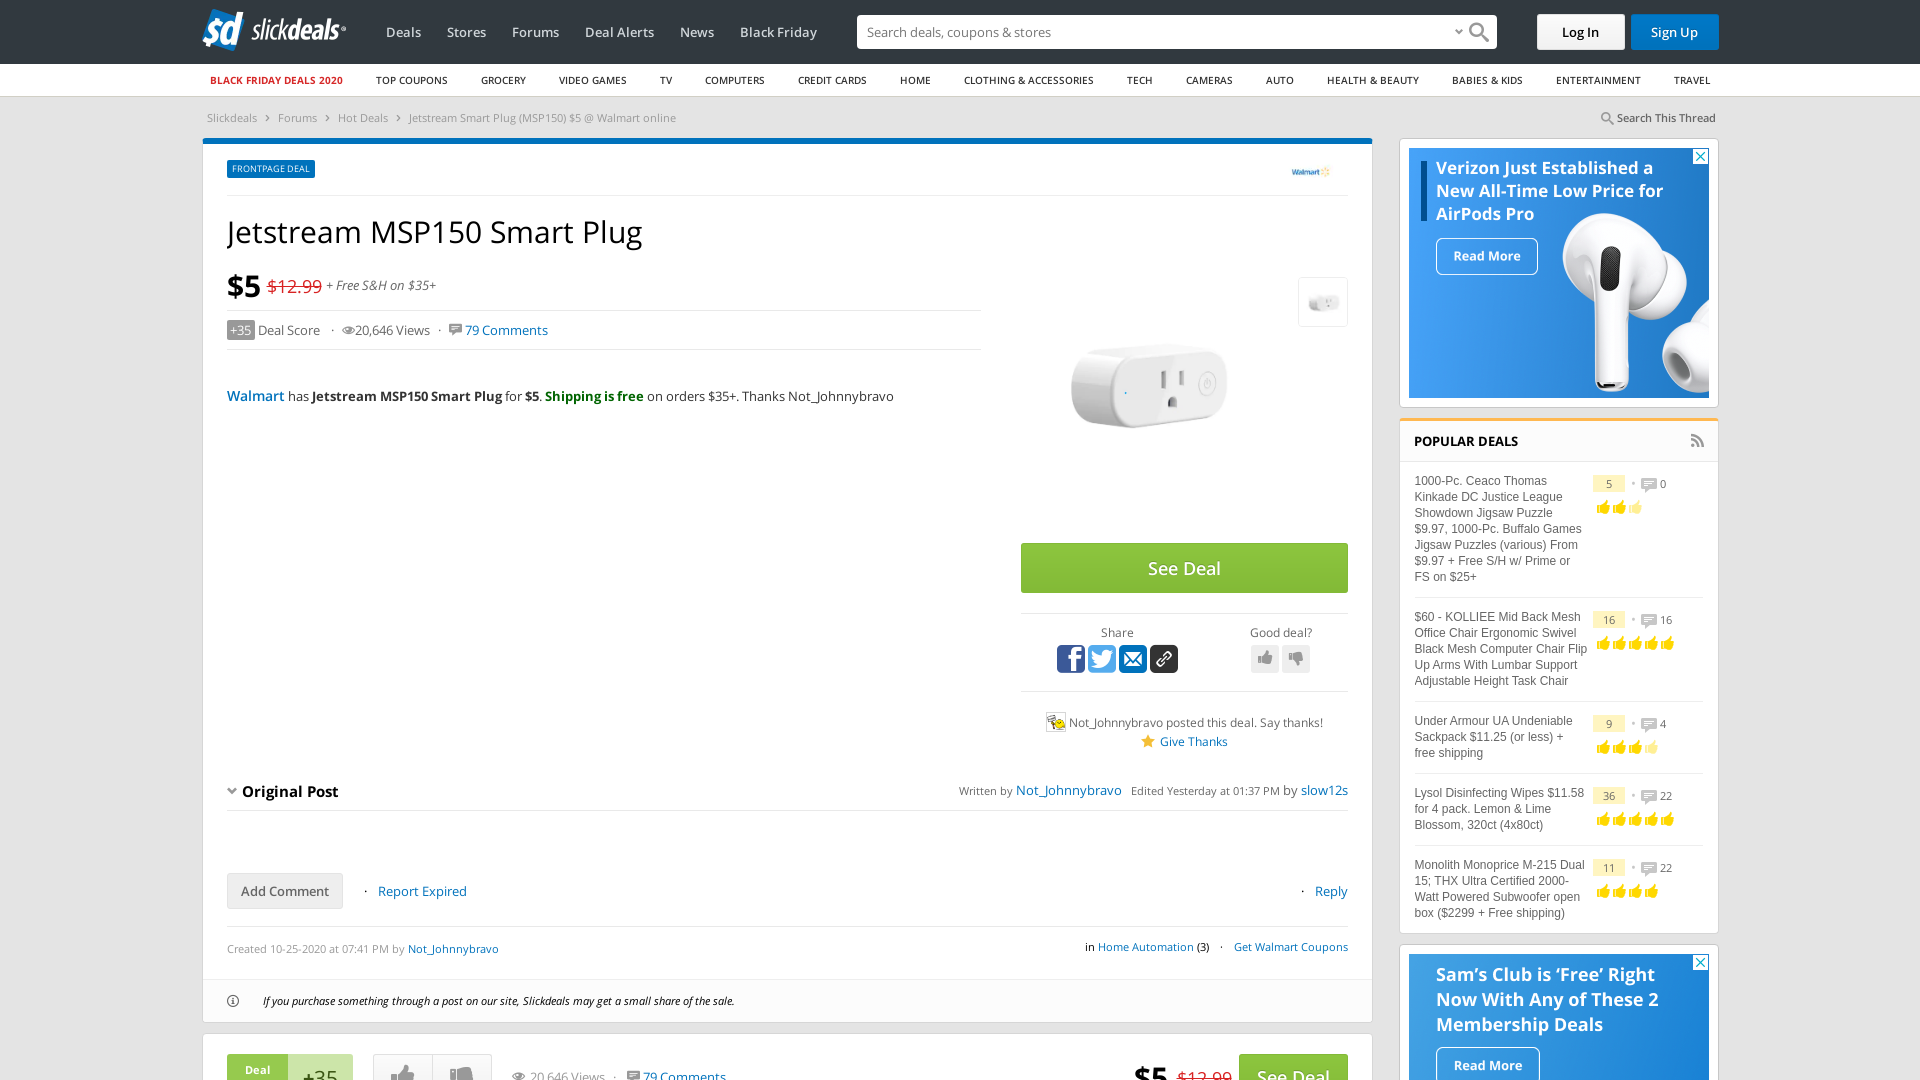 sd slickdeals
Deals Stores Forums Deal Alerts News Black Friday
Search deals, coupons & stores
Log In
Sign Up
BLACK FRIDAY DEALS 2020 TOP COUPONS GROCERY VIDEO GAMES TV COMPUTERS CREDIT CARDS HOME CLOTHING & ACCESSORIES TECH CAMERAS AUTO HEALTH & BEAUTY BABIES & KIDS ENTERTAINMENT TRAVEL
Slickdeals > Forums > Hot Deals > Jetstream Smart Plug (MSP150) $5 @ Walmart online
Search This Thread
FRONTPAGE DEAL
Walmart
Jetstream MSP150 Smart Plug
$5 $12.99 + Free S&H on $35+
+35 Deal Score · 20,646 Views · 79 Comments
Walmart has Jetstream MSP150 Smart Plug for $5. Shipping is free on orders $35+. Thanks Not_Johnnybravo
See Deal
Share
Good deal?
Not_Johnnybravo posted this deal. Say thanks!
Give Thanks
Original Post
Written by Not_Johnnybravo Edited Yesterday at 01:37 PM by slow12s
Add Comment · Report Expired
· Reply
Created 10-25-2020 at 07:41 PM by Not_Johnnybravo
in Home Automation (3) · Get Walmart Coupons
If you purchase something through a post on our site, Slickdeals may get a small share of the sale.
Deal
+35
20,646 Views · 79 Comments
$5 $12.99
See Deal
Verizon Just Established a
New All-Time Low Price for
AirPods Pro
Read More
POPULAR DEALS
1000-Pc. Ceaco Thomas
Kinkade DC Justice League
Showdown Jigsaw Puzzle
$9.97, 1000-Pc. Buffalo Games
Jigsaw Puzzles (various) From
$9.97 + Free S/H w/ Prime or
FS on $25+
5 • 0
$60 - KOLLIEE Mid Back Mesh
Office Chair Ergonomic Swivel
Black Mesh Computer Chair Flip
Up Arms With Lumbar Support
Adjustable Height Task Chair
16 • 16
Under Armour UA Undeniable
Sackpack $11.25 (or less) +
free shipping
9 • 4
Lysol Disinfecting Wipes $11.58
for 4 pack. Lemon & Lime
Blossom, 320ct (4x80ct)
36 • 22
Monolith Monoprice M-215 Dual
15; THX Ultra Certified 2000-
Watt Powered Subwoofer open
box ($2299 + Free shipping)
11 • 22
Sam's Club is ‘Free’ Right
Now With Any of These 2
Membership Deals
Read More